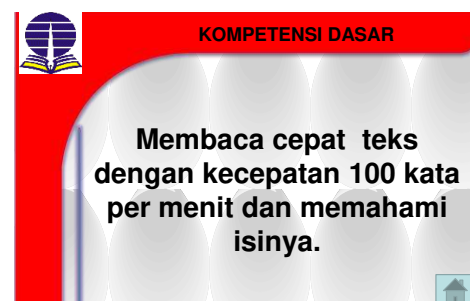 KOMPETENSI DASAR
Membaca cepat teks
dengan kecepatan 100 kata
per menit dan memahami
isinya.